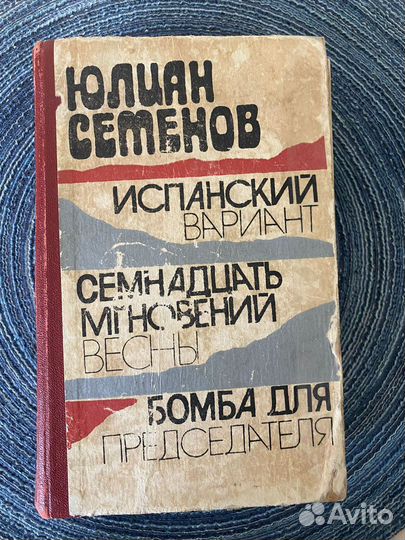 ЮЛИАН
СЕМЕНОВ
ИСПАНСКИЙ
ВАРИАНТ
СЕМНАДЦАТЬ
МГНОВЕНИЙ
ВЕСНЫ
БОМБА ДЛЯ
ПРЕДСЕДАТЕЛЯ
Avito